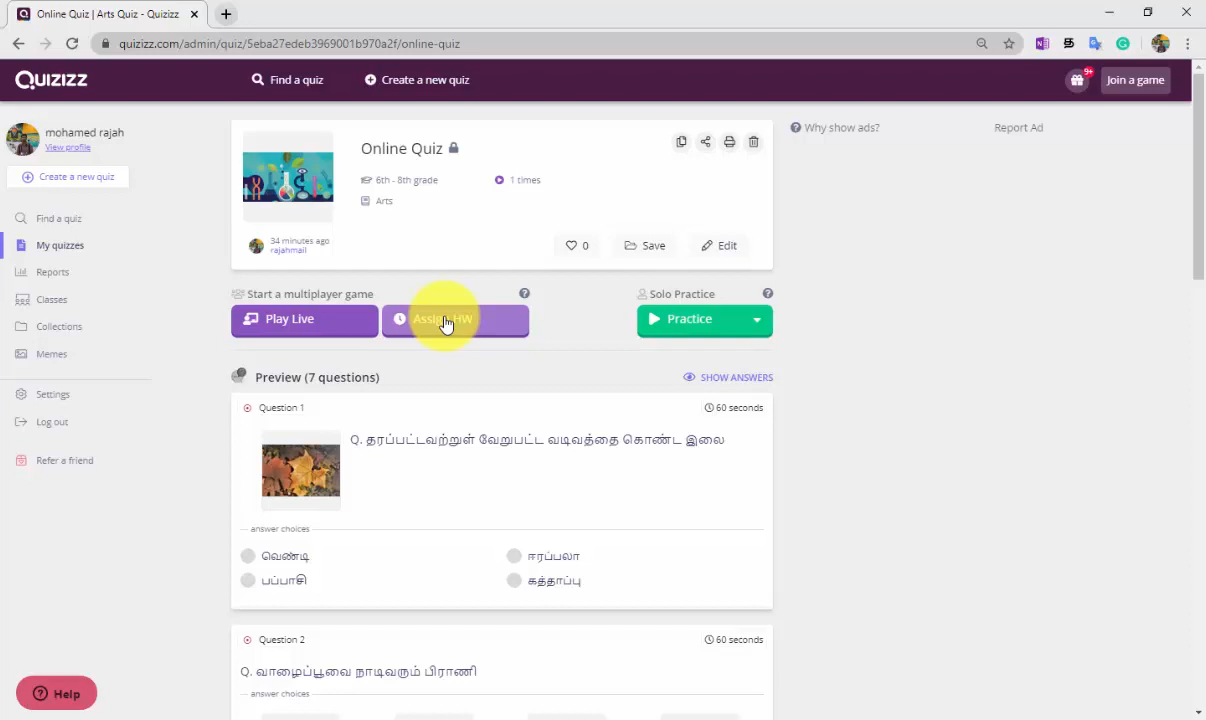 Online Quiz | Arts Quiz - Quizizz
quizizz.com/admin/quiz/5eba27edeb3969001b970a2f/online-quiz
QUIZIZZ
Find a quiz
Create a new quiz
9+
Join a game
mohamed rajah
View profile
Create a new quiz
Find a quiz
My quizzes
Reports
Classes
Collections
Memes
Settings
Log out
Refer a friend
Help
Online Quiz
6th - 8th grade
1 times
Arts
34 minutes ago
rajahmail
0
Save
Edit
Why show ads?
Report Ad
Start a multiplayer game
Solo Practice
Play Live
Assign HW
Practice
Preview (7 questions)
SHOW ANSWERS
Question 1
60 seconds
Q. தரப்பட்டவற்றுள் வேறுபட்ட வடிவத்தை கொண்ட இலை
answer choices
வெண்டி
ஈரப்பலா
பப்பாசி
கத்தாப்பு
Question 2
60 seconds
Q. வாழைப்பூவை நாடிவரும் பிராணி
answer choices